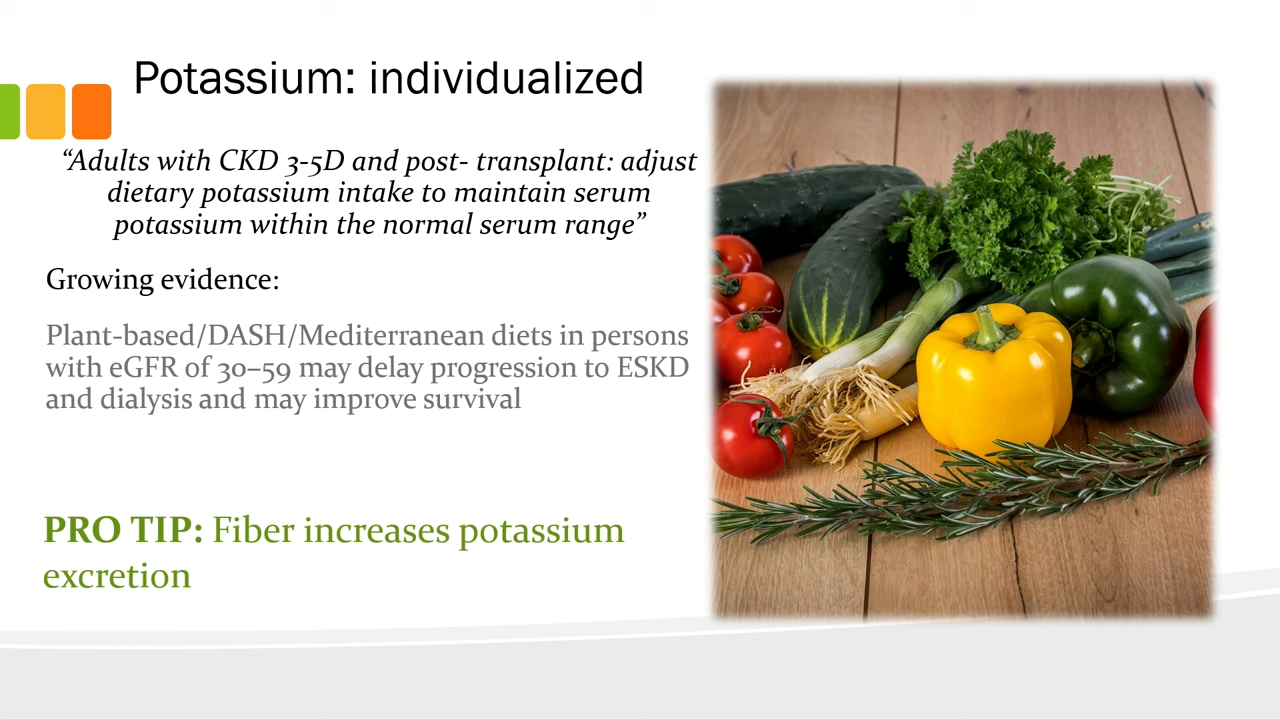 Potassium: individualized
“Adults with CKD 3-5D and post- transplant: adjust
dietary potassium intake to maintain serum
potassium within the normal serum range”
Growing evidence:
Plant-based/DASH/Mediterranean diets in persons
with eGFR of 30–59 may delay progression to ESKD
and dialysis and may improve survival
PRO TIP: Fiber increases potassium
excretion